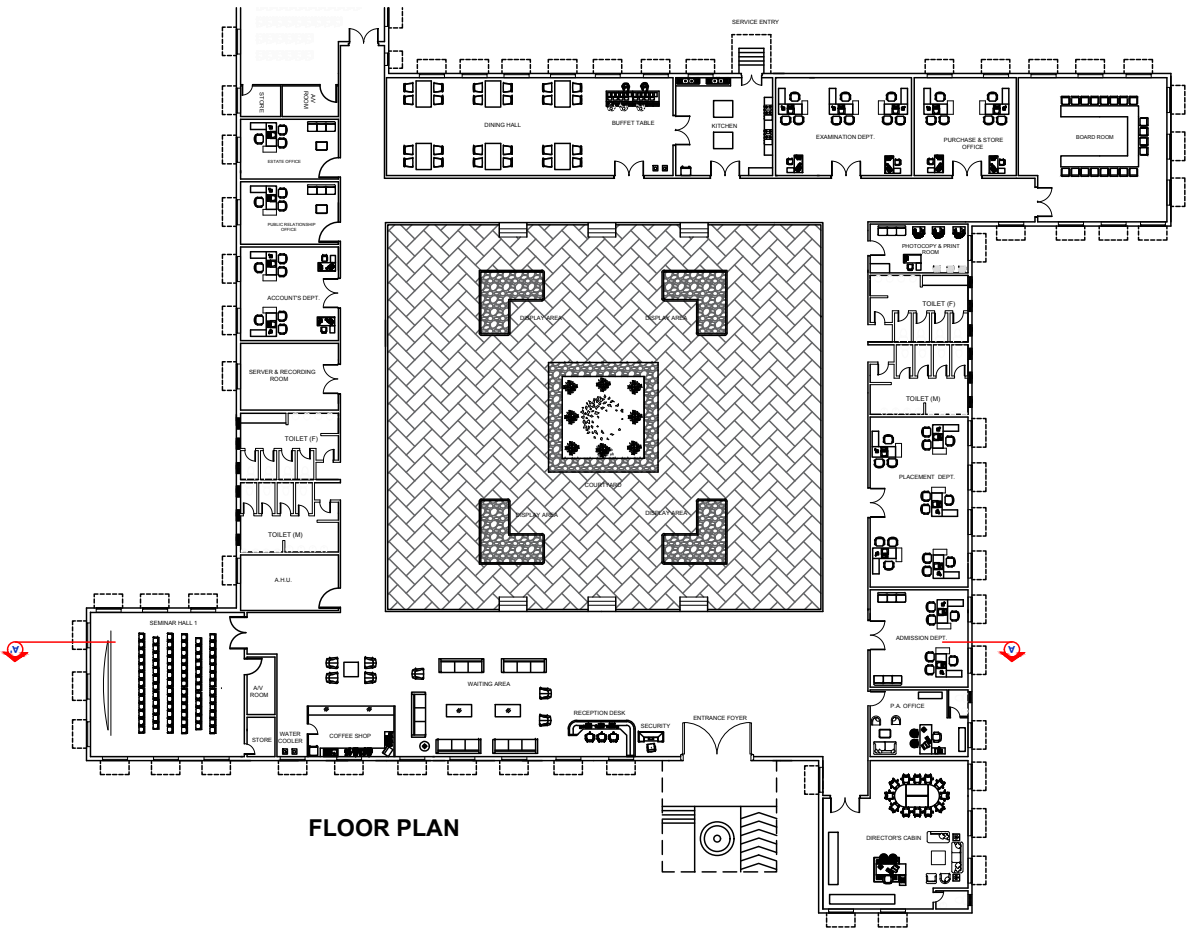 SERVICE ENTRY
STORE
A/V
ROOM
DINING HALL
BUFFET TABLE
KITCHEN
EXAMINATION DEPT.
PURCHASE & STORE
OFFICE
BOARD ROOM
ESTATE OFFICE
PUBLIC RELATIONSHIP
OFFICE
PHOTOCOPY & PRINT
ROOM
ACCOUNT'S DEPT.
TOILET (F)
DISPLAY AREA
DISPLAY AREA
SERVER & RECORDING
ROOM
TOILET (M)
TOILET (F)
PLACEMENT DEPT.
COURTYARD
DISPLAY AREA
DISPLAY AREA
TOILET (M)
A.H.U.
SEMINAR HALL 1
ADMISSION DEPT.
A'
A
WAITING AREA
A/V
ROOM
P.A. OFFICE
RECEPTION DESK
ENTRANCE FOYER
SECURITY
STORE
WATER
COOLER
COFFEE SHOP
FLOOR PLAN
DIRECTOR'S CABIN